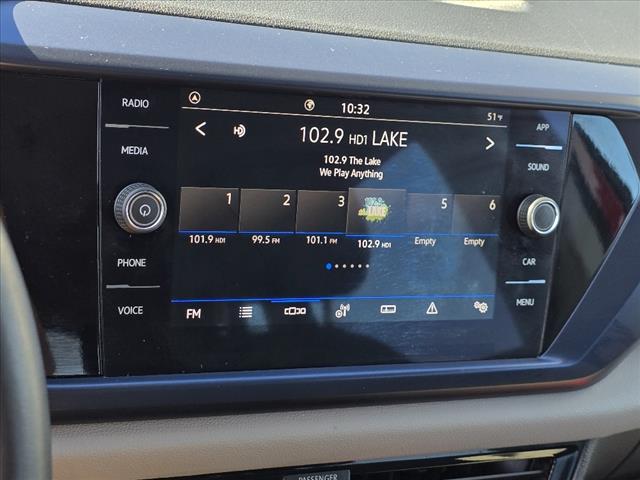 RADIO
MEDIA
PHONE
VOICE
10:32
51°F
102.9 HD1 LAKE
102.9 The Lake
We Play Anything
1 2 3 5 6
101.9 HD1 99.5 FM 101.1 FM 102.9 HD1 Empty Empty
FM
APP
SOUND
CAR
MENU
PASSENGER